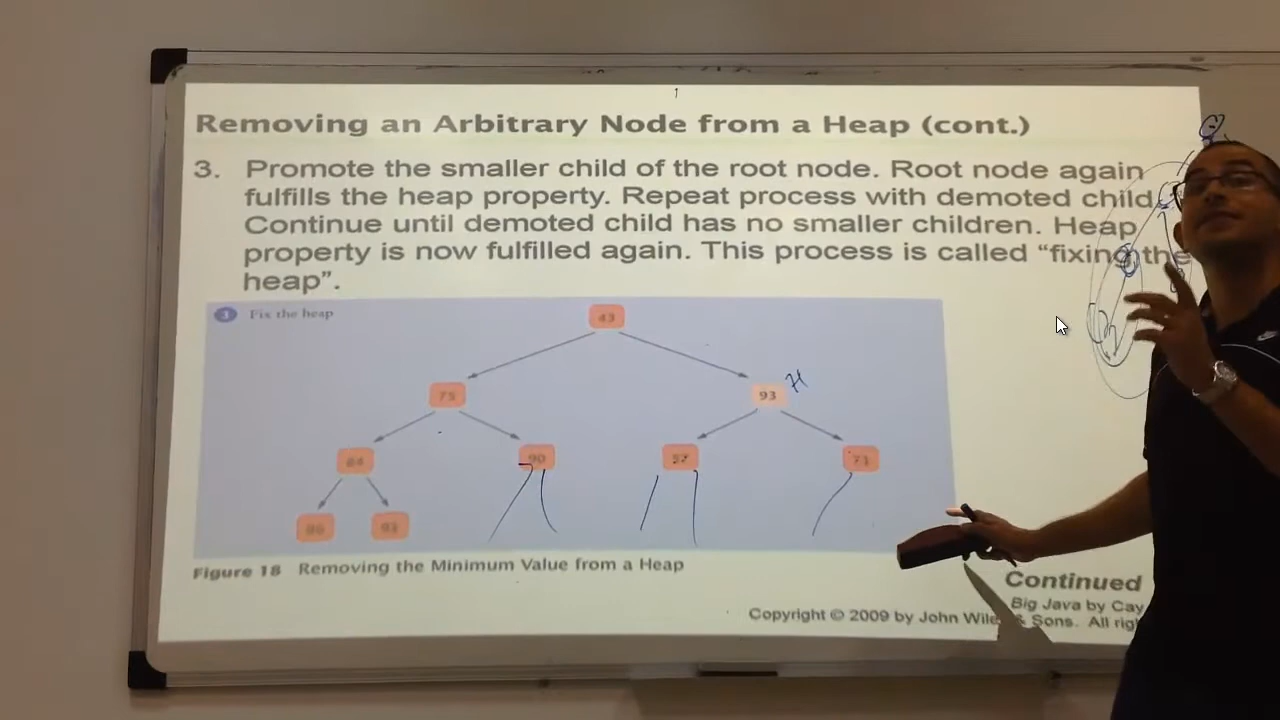 Removing an Arbitrary Node from a Heap (cont.)
3. Promote the smaller child of the root node. Root node again
fulfills the heap property. Repeat process with demoted child.
Continue until demoted child has no smaller children. Heap
property is now fulfilled again. This process is called “fixing the
heap”.
3 Fix the heap
43
75 93 H
84 90 57 71
93
Figure 18 Removing the Minimum Value from a Heap
Continued
Big Java by Cay
Copyright © 2009 by John Wile & Sons. All rig